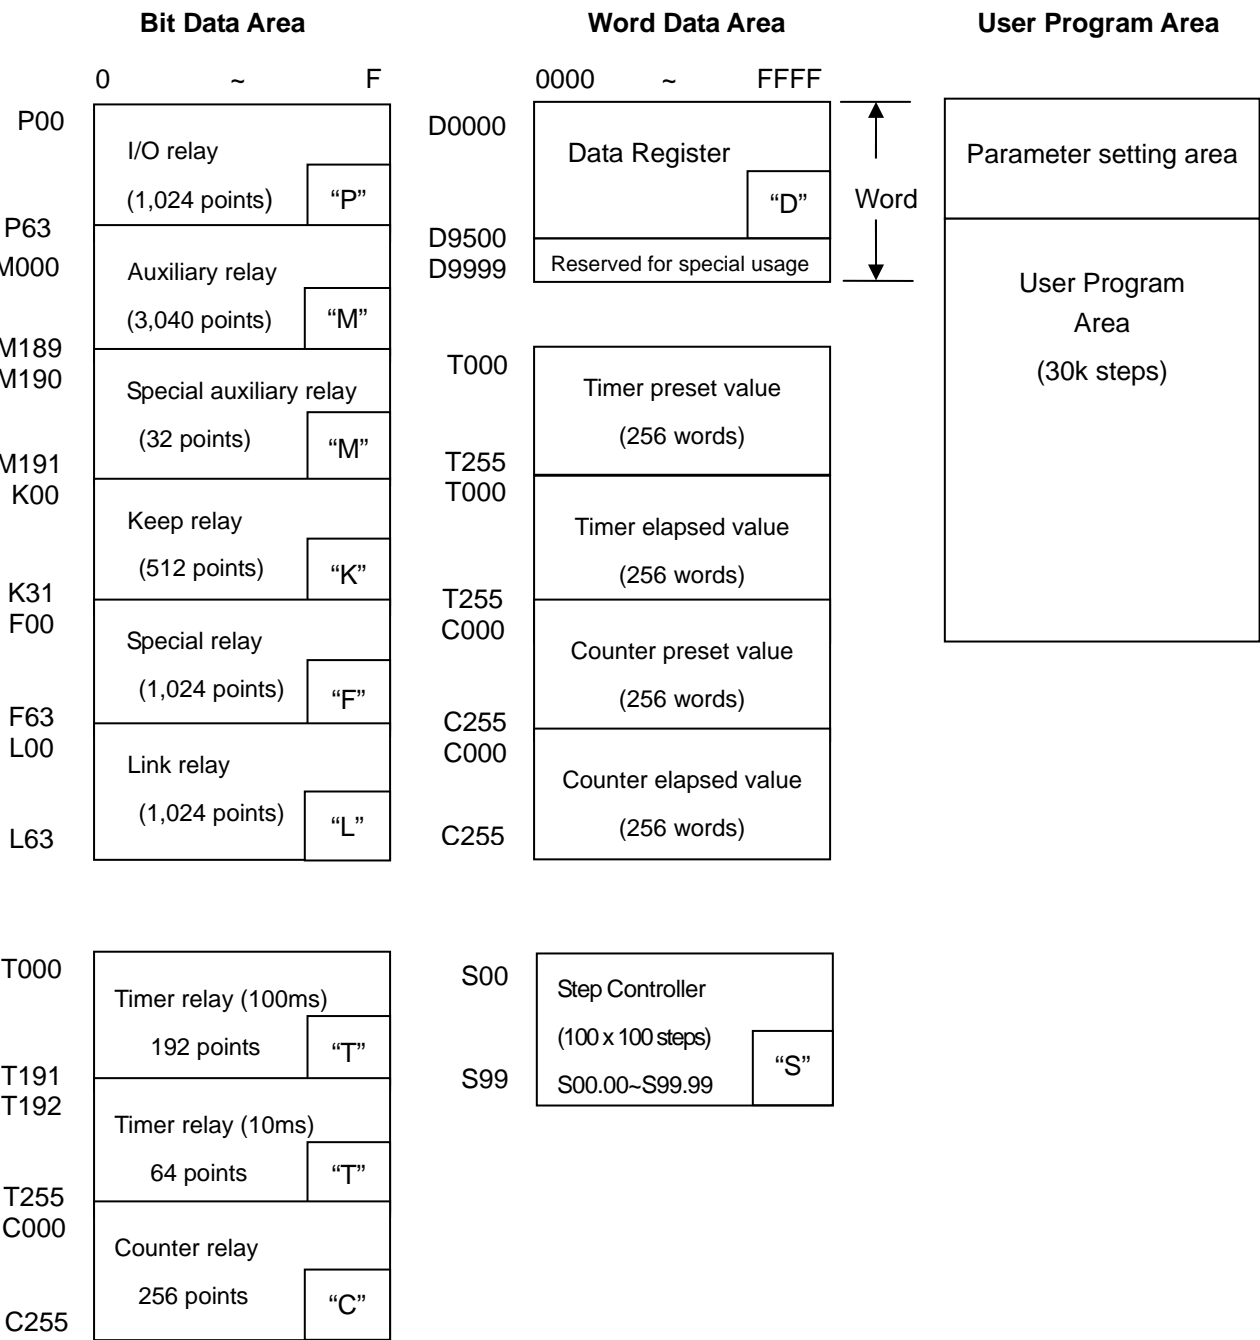 Bit Data Area
Word Data Area
User Program Area
0 ~ F
P00
I/O relay
(1,024 points)
"P"
P63
M000
Auxiliary relay
(3,040 points)
"M"
M189
M190
Special auxiliary relay
(32 points)
"M"
M191
K00
Keep relay
(512 points)
"K"
K31
F00
Special relay
(1,024 points)
"F"
F63
L00
Link relay
(1,024 points)
"L"
L63
0000 ~ FFFF
D0000
Data Register
"D"
Word
D9500
D9999
Reserved for special usage
T000
Timer preset value
(256 words)
T255
T000
Timer elapsed value
(256 words)
T255
C000
Counter preset value
(256 words)
C255
C000
Counter elapsed value
(256 words)
C255
Parameter setting area
User Program
Area
(30k steps)
T000
Timer relay (100ms)
192 points
"T"
T191
T192
Timer relay (10ms)
64 points
"T"
T255
C000
Counter relay
256 points
"C"
C255
S00
Step Controller
(100 x 100 steps)
S00.00~S99.99
"S"
S99